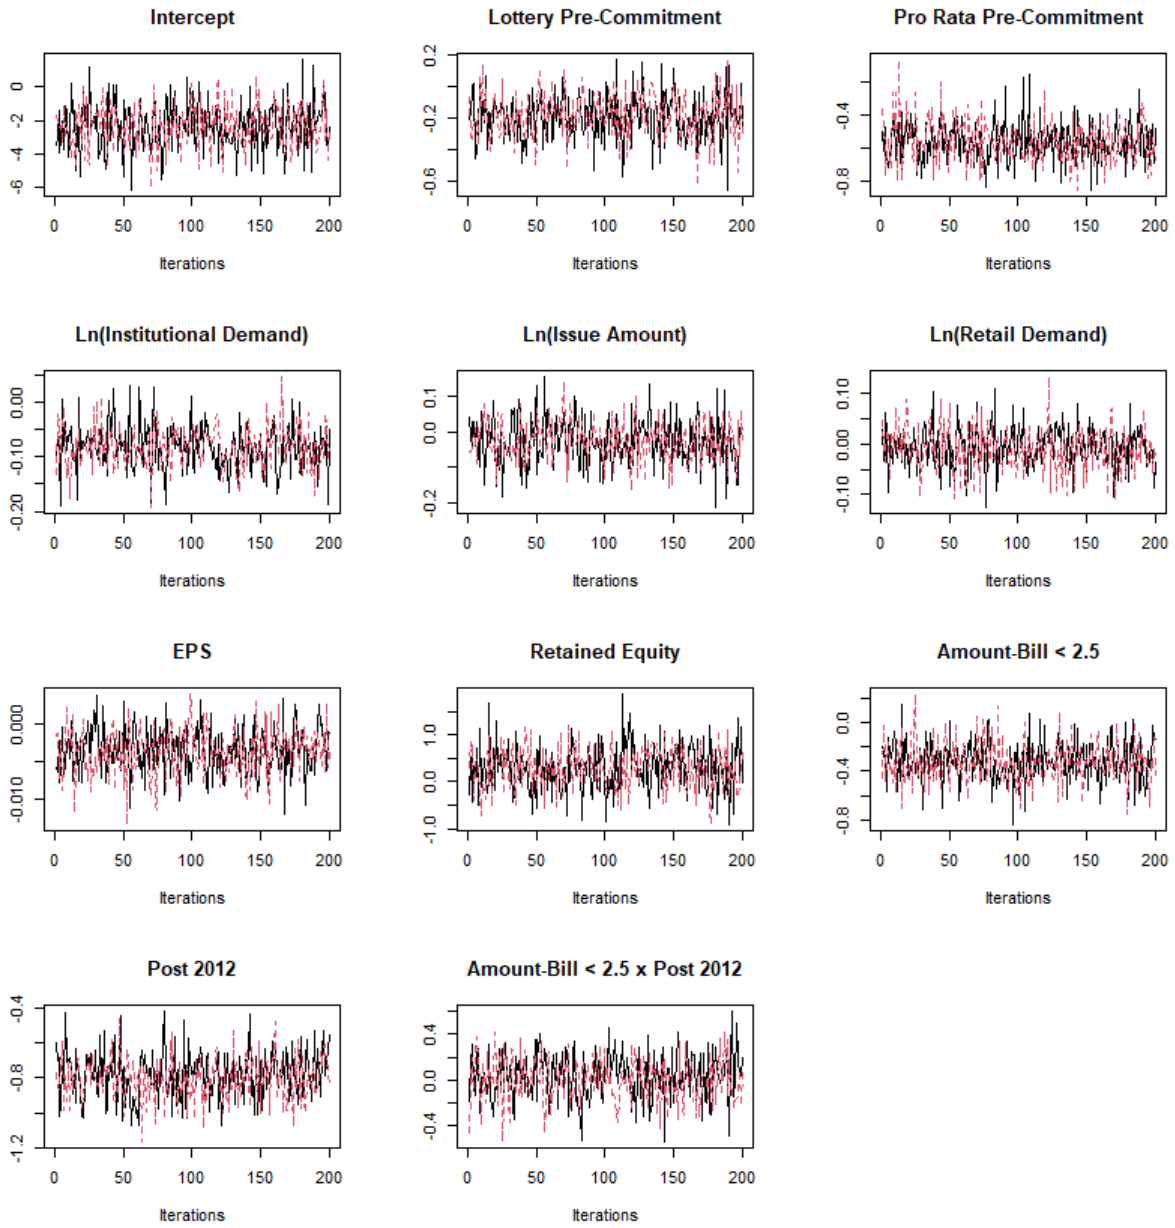 Intercept
Lottery Pre-Commitment
Pro Rata Pre-Commitment
0
-2
-4
-6
0.2
-0.2
-0.6
-0.4
-0.8
0 50 100 150 200
0 50 100 150 200
0 50 100 150 200
Iterations
Iterations
Iterations
Ln(Institutional Demand)
Ln(Issue Amount)
Ln(Retail Demand)
0.00
-0.10
-0.20
0.1
0.0
-0.2
0.10
0.00
-0.10
0 50 100 150 200
0 50 100 150 200
0 50 100 150 200
Iterations
Iterations
Iterations
EPS
Retained Equity
Amount-Bill < 2.5
0.000
-0.010
1.0
0.0
-1.0
0.0
-0.4
-0.8
0 50 100 150 200
0 50 100 150 200
0 50 100 150 200
Iterations
Iterations
Iterations
Post 2012
Amount-Bill < 2.5 x Post 2012
-0.4
-0.8
-1.2
0.4
0.0
-0.4
0 50 100 150 200
0 50 100 150 200
Iterations
Iterations